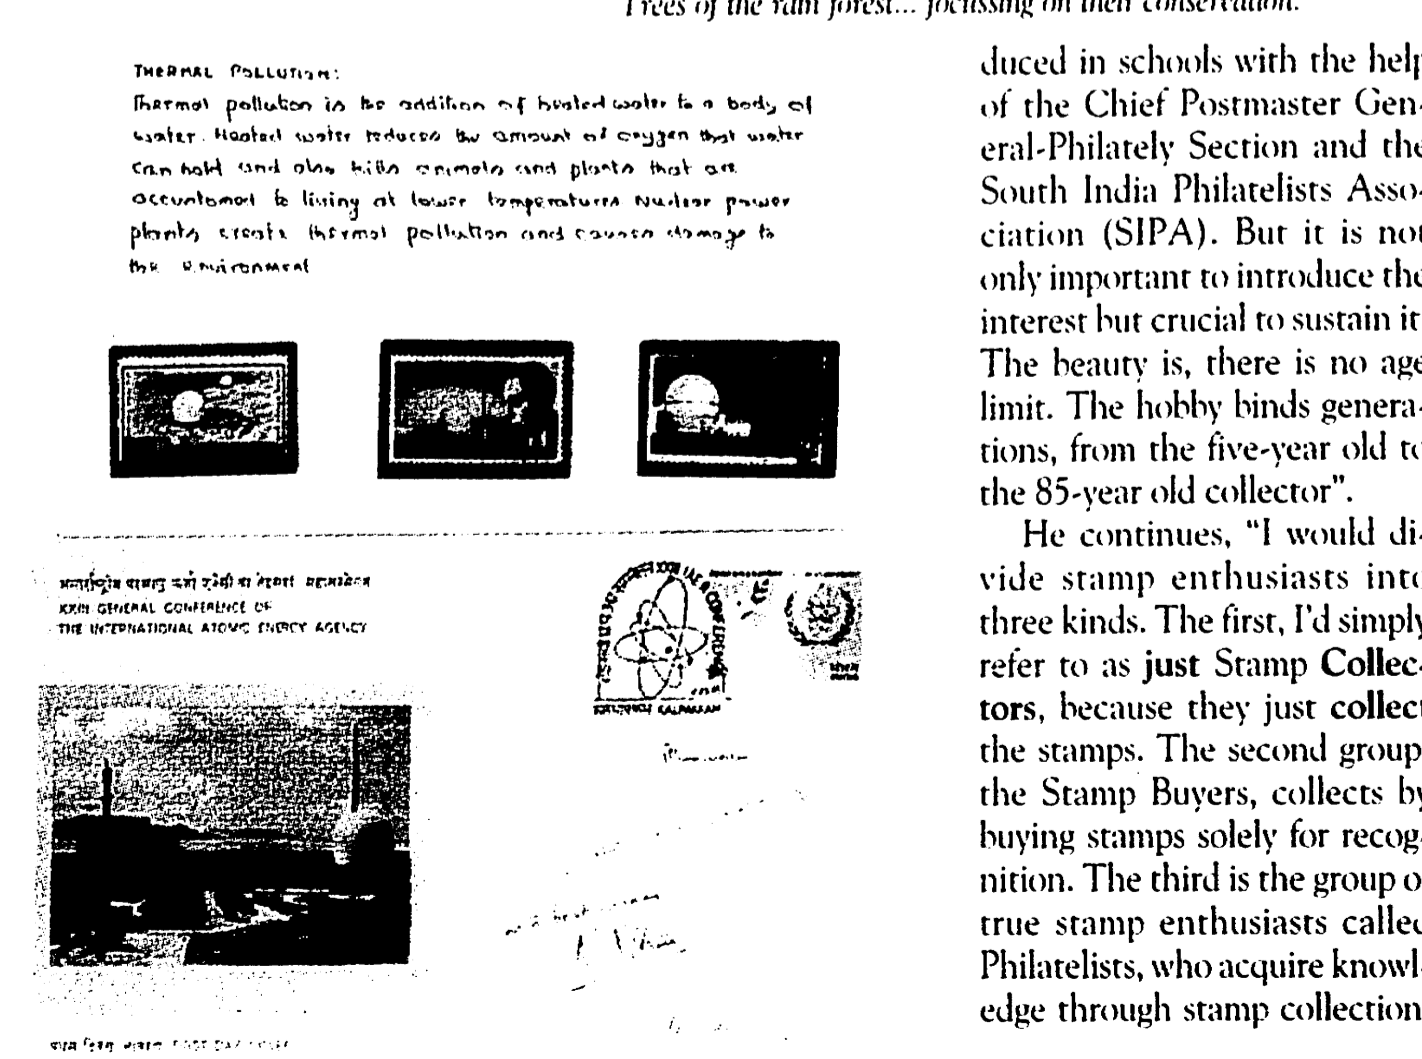 Trees of the rain forest... focussing on their conservation.
THERMAL POLLUTION:
Thermal pollution is the addition of heated water to a body of
water. Heated water reduces the amount of oxygen that water
can hold and also kills animals and plants that are
accustomed to living at lower temperatures Nuclear power
plants create thermal pollution and causes damage to
the environment
XXIII GENERAL CONFERENCE OF
THE INTERNATIONAL ATOMIC ENERGY AGENCY
XXIII IAEA CONFERENCE
KALPAKKAM
FIRST DAY COVER
duced in schools with the help
of the Chief Postmaster Gen-
eral-Philately Section and the
South India Philatelists Asso-
ciation (SIPA). But it is not
only important to introduce the
interest but crucial to sustain it
The beauty is, there is no age
limit. The hobby binds genera-
tions, from the five-year old to
the 85-year old collector".
He continues, "I would di-
vide stamp enthusiasts into
three kinds. The first, I'd simply
refer to as just Stamp Collec-
tors, because they just collect
the stamps. The second group
the Stamp Buyers, collects by
buying stamps solely for recog-
nition. The third is the group o
true stamp enthusiasts called
Philatelists, who acquire knowl-
edge through stamp collection